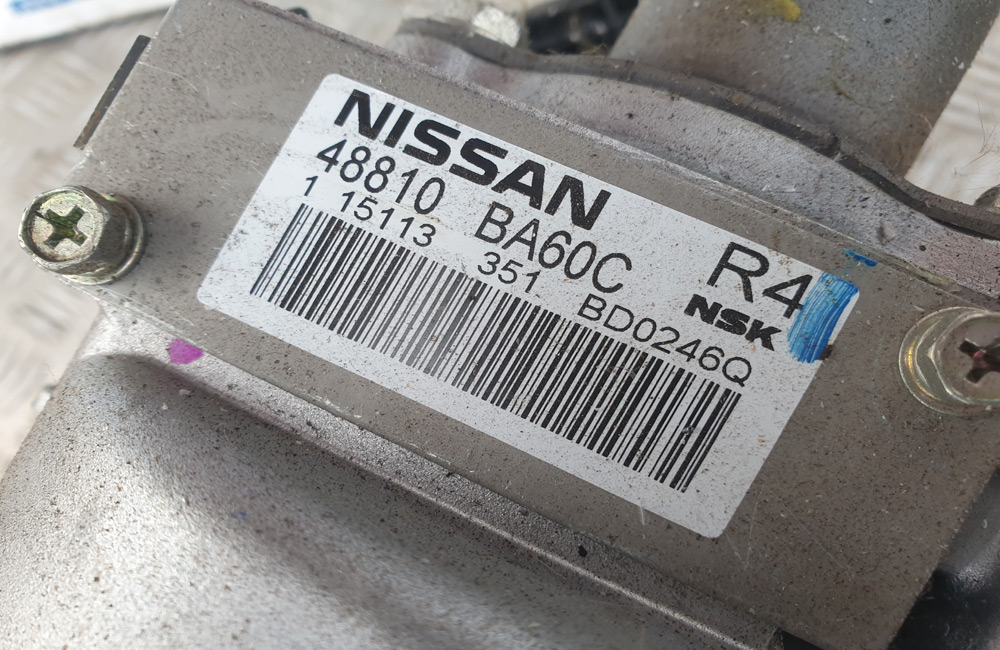 NISSAN
48810 BA60C R4
1 15113 351 BD0246Q
NSK